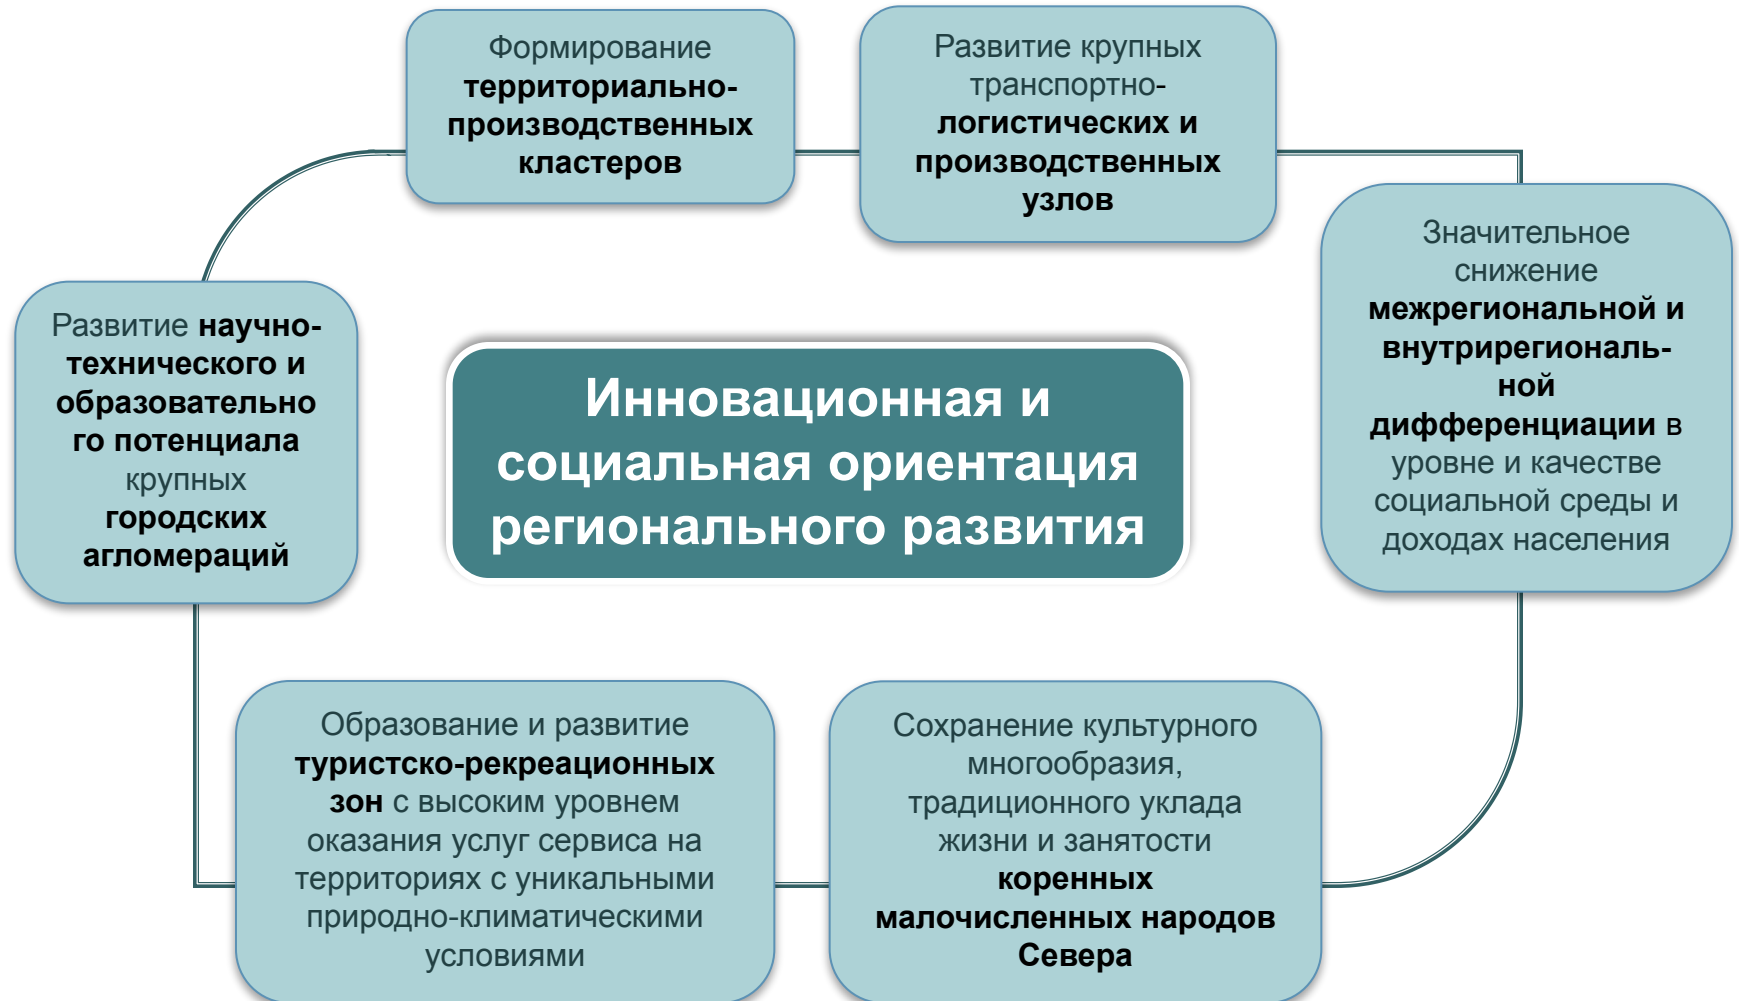 Формирование
территориально-
производственных
кластеров
Развитие крупных
транспортно-
логистических и
производственных
узлов
Значительное
снижение
межрегиональной и
внутрирегиональ-
ной
дифференциации в
уровне и качестве
социальной среды и
доходах населения
Развитие научно-
технического и
образовательно
го потенциала
крупных
городских
агломераций
Инновационная и
социальная ориентация
регионального развития
Образование и развитие
туристско-рекреационных
зон с высоким уровнем
оказания услуг сервиса на
территориях с уникальными
природно-климатическими
условиями
Сохранение культурного
многообразия,
традиционного уклада
жизни и занятости
коренных
малочисленных народов
Севера